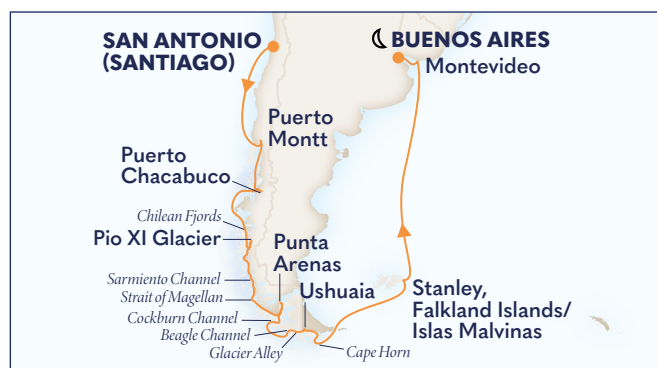 SAN ANTONIO
(SANTIAGO)
BUENOS AIRES
Montevideo
Puerto
Montt
Puerto
Chacabuco
Chilean Fjords
Pio XI Glacier
Punta
Arenas
Sarmiento Channel
Strait of Magellan
Ushuaia
Stanley,
Falkland Islands/
Islas Malvinas
Cockburn Channel
Beagle Channel
Glacier Alley
Cape Horn